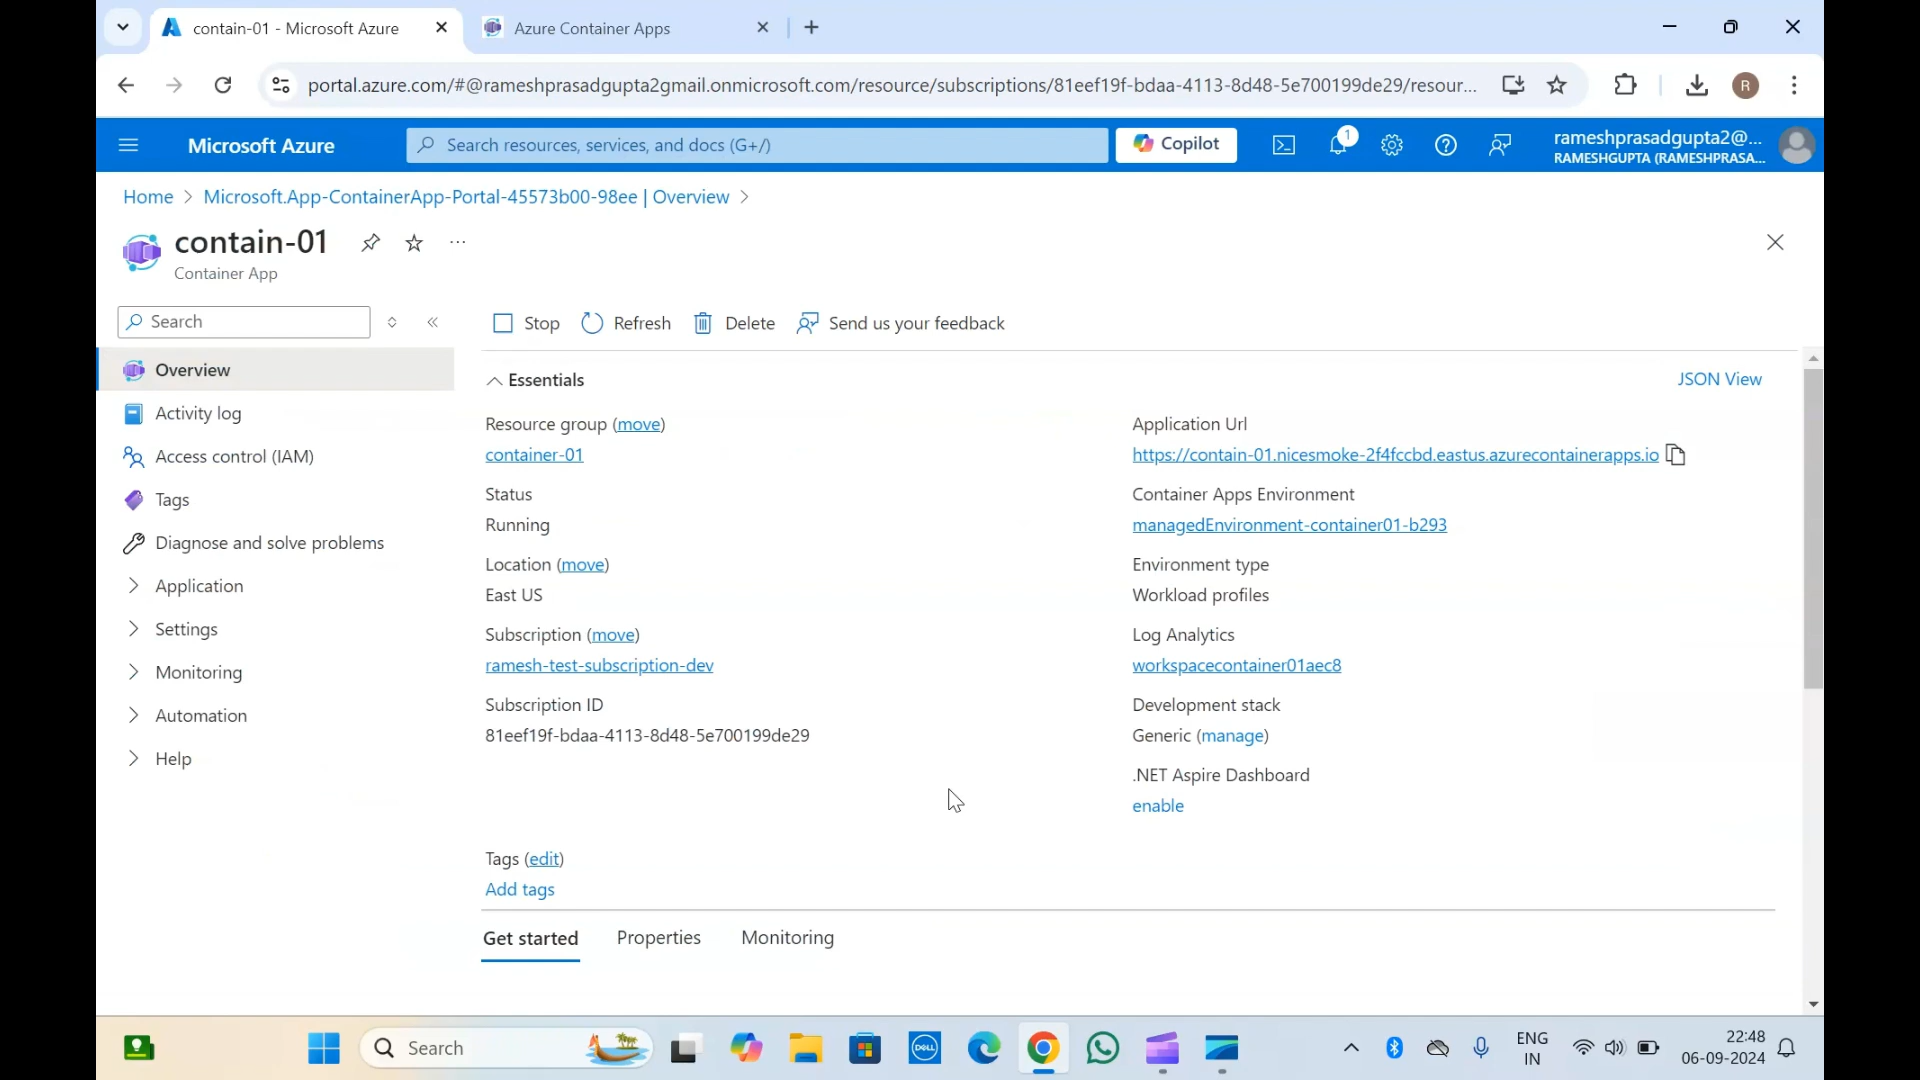 contain-01 - Microsoft Azure
Azure Container Apps
portal.azure.com/#@rameshprasadgupta2gmail.onmicrosoft.com/resource/subscriptions/81eef19f-bdaa-4113-8d48-5e700199de29/resour...
R
Microsoft Azure
Search resources, services, and docs (G+/)
Copilot
1
rameshprasadgupta2@...
RAMESHGUPTA (RAMESHPRASA...
Home > Microsoft.App-ContainerApp-Portal-45573b00-98ee | Overview >
contain-01
Container App
Search
Stop
Refresh
Delete
Send us your feedback
Overview
Activity log
Access control (IAM)
Tags
Diagnose and solve problems
Application
Settings
Monitoring
Automation
Help
Essentials
JSON View
Resource group (move)
container-01
Status
Running
Location (move)
East US
Subscription (move)
ramesh-test-subscription-dev
Subscription ID
81eef19f-bdaa-4113-8d48-5e700199de29
Application Url
https://contain-01.nicesmoke-2f4fccbd.eastus.azurecontainerapps.io
Container Apps Environment
managedEnvironment-container01-b293
Environment type
Workload profiles
Log Analytics
workspacecontainer01aec8
Development stack
Generic (manage)
.NET Aspire Dashboard
enable
Tags (edit)
Add tags
Get started
Properties
Monitoring
Search
DELL
ENG
IN
22:48
06-09-2024